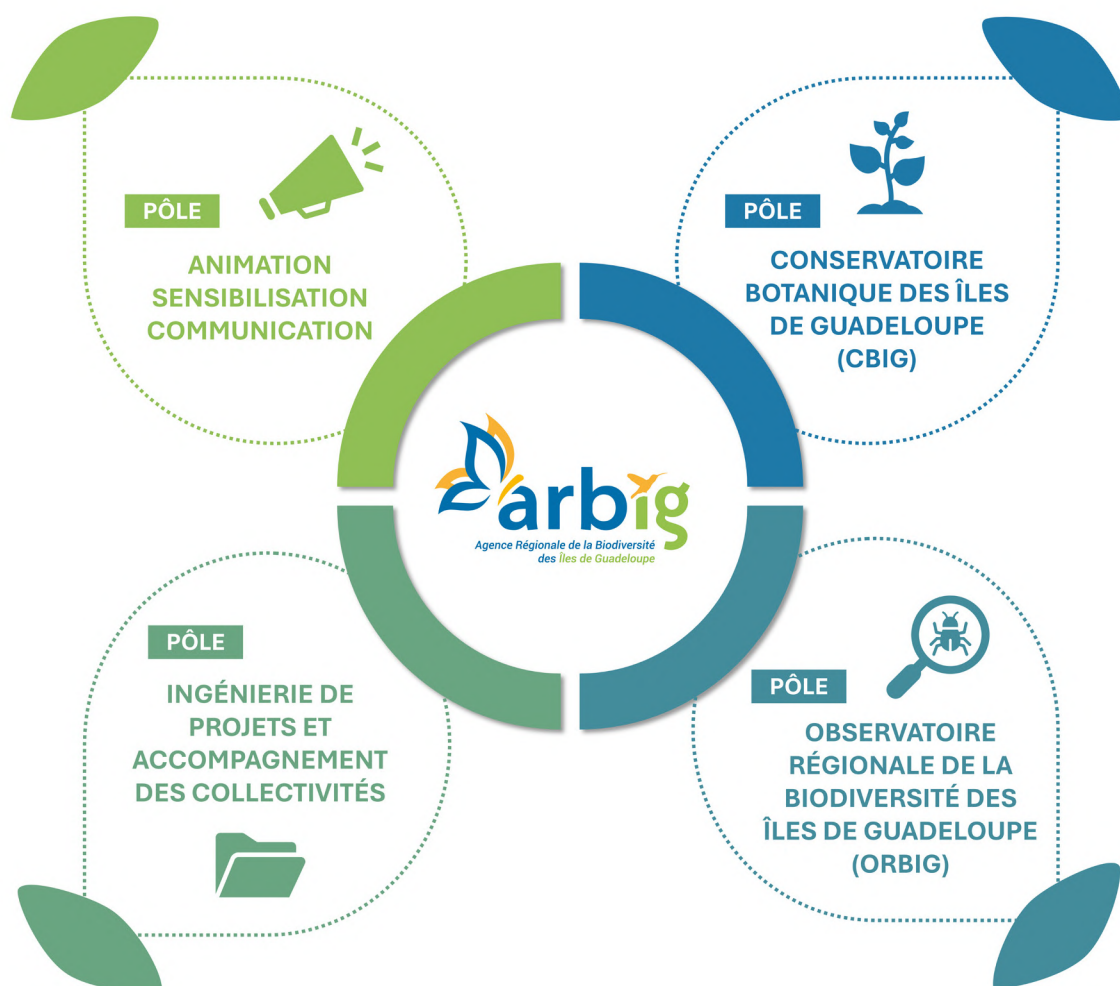 PÔLE
ANIMATION
SENSIBILISATION
COMMUNICATION
PÔLE
CONSERVATOIRE
BOTANIQUE DES ÎLES
DE GUADELOUPE
(CBIG)
arbig
Agence Régionale de la Biodiversité
des Îles de Guadeloupe
PÔLE
INGÉNIERIE DE
PROJETS ET
ACCOMPAGNEMENT
DES COLLECTIVITÉS
PÔLE
OBSERVATOIRE
RÉGIONALE DE LA
BIODIVERSITÉ DES
ÎLES DE GUADELOUPE
(ORBIG)